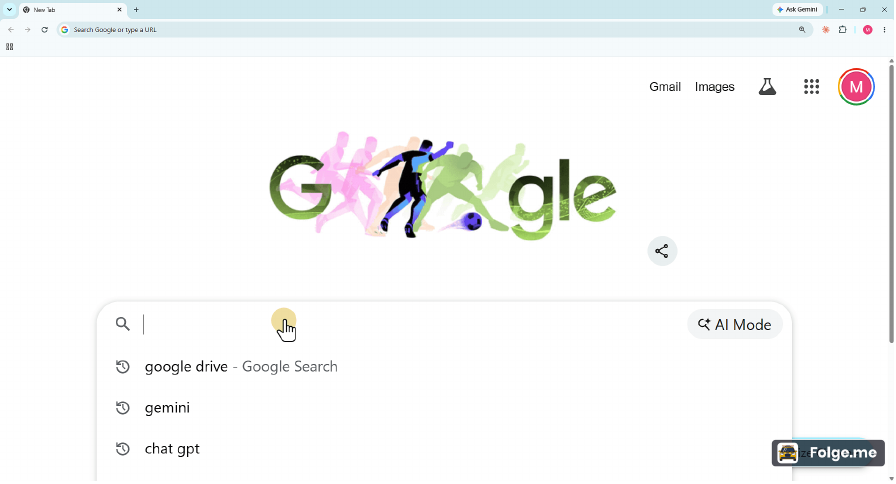 New Tab
Ask Gemini
Search Google or type a URL
M
Gmail Images
M
Google
AI Mode
google drive - Google Search
gemini
chat gpt
Folge.me